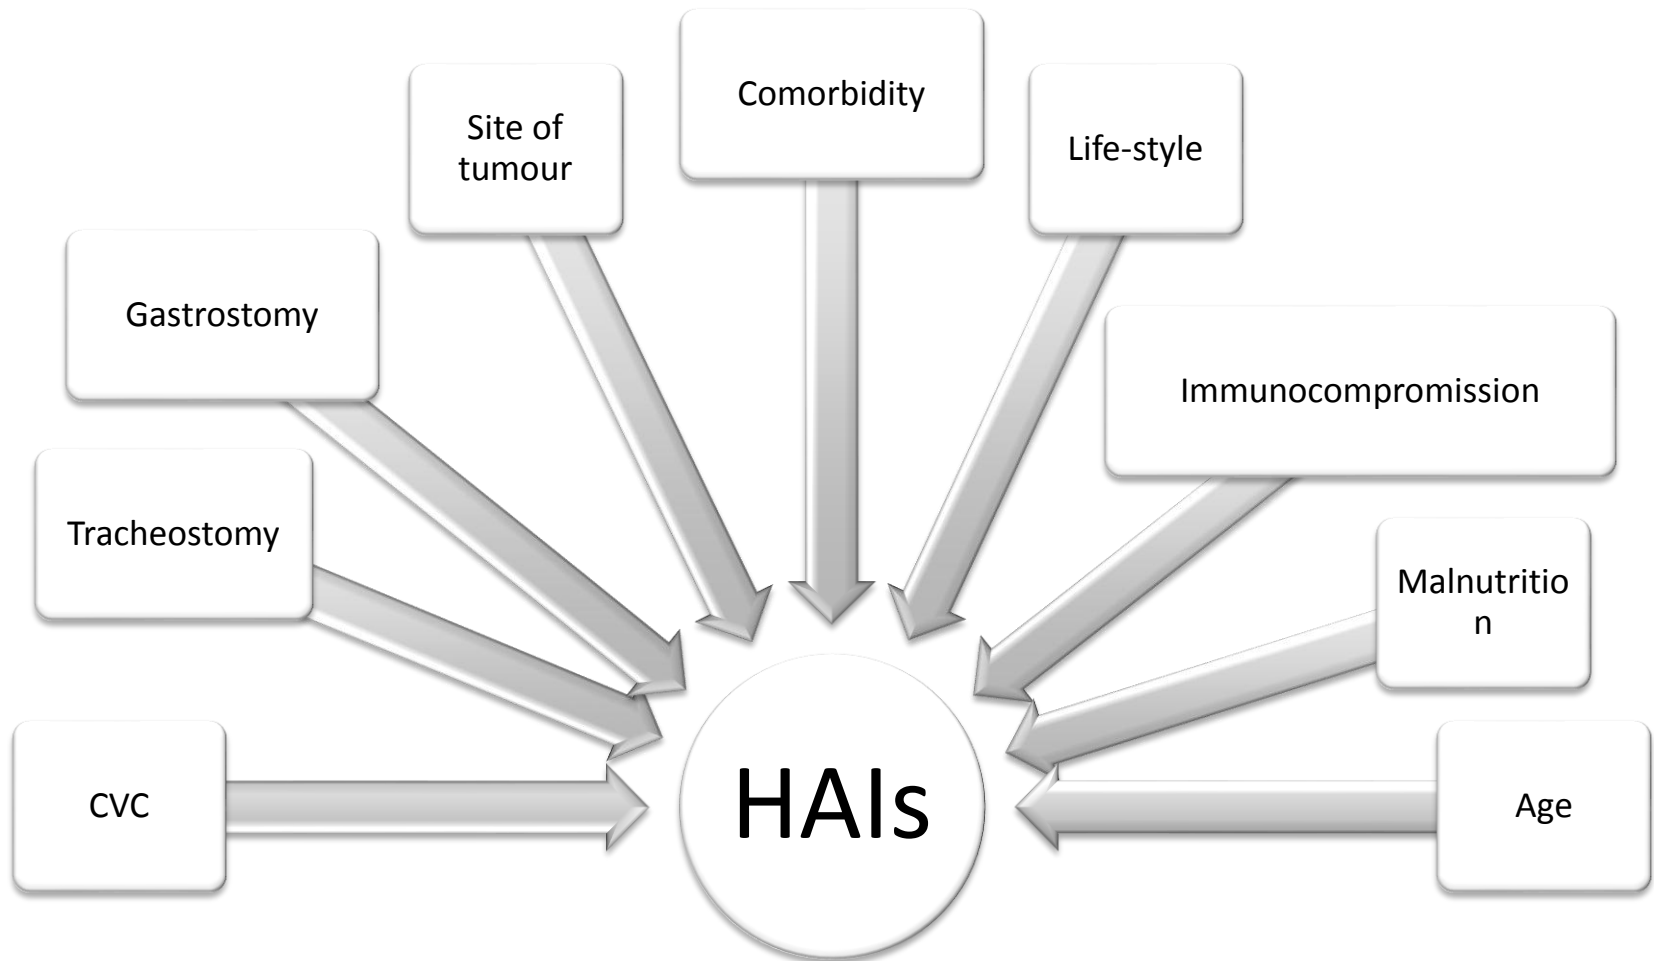 Comorbidity
Site of
tumour
Life-style
Gastrostomy
Immunocompromission
Tracheostomy
Malnutritio
n
CVC
HAIs
Age